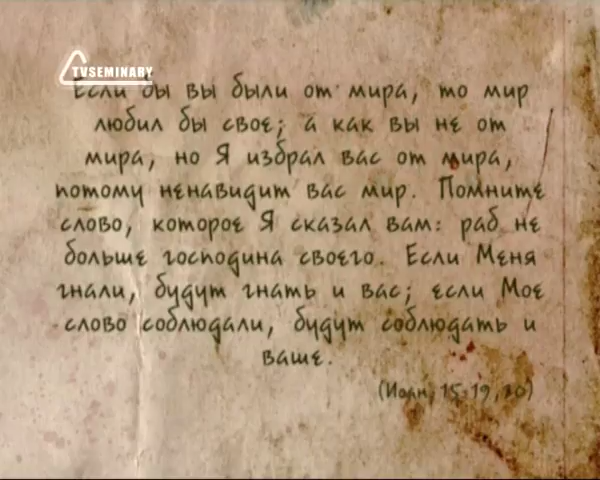 TVSEMINARY
Если бы вы были от мира, то мир
любил бы свое; а как вы не от
мира, но Я избрал вас от мира,
потому ненавидит вас мир. Помните
слово, которое Я сказал вам: раб не
больше господина своего. Если Меня
гнали, будут гнать и вас; если Мое
слово соблюдали, будут соблюдать и
ваше.
(Иоан, 15:19,20)